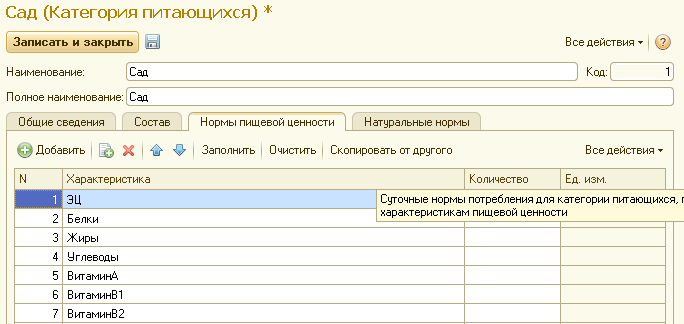 Сад (Категория питающихся) *
Записать и закрыть Все действия ?
Наименование: Сад Код: 1
Полное наименование: Сад
Общие сведения Состав Нормы пищевой ценности Натуральные нормы
Добавить Заполнить Очистить Скопировать от другого Все действия
N Характеристика Количество Ед. изм.
1 ЭЦ
Суточные нормы потребления для категории питающихся,
характеристикам пищевой ценности
2 Белки
3 Жиры
4 Углеводы
5 ВитаминА
6 ВитаминВ1
7 ВитаминВ2